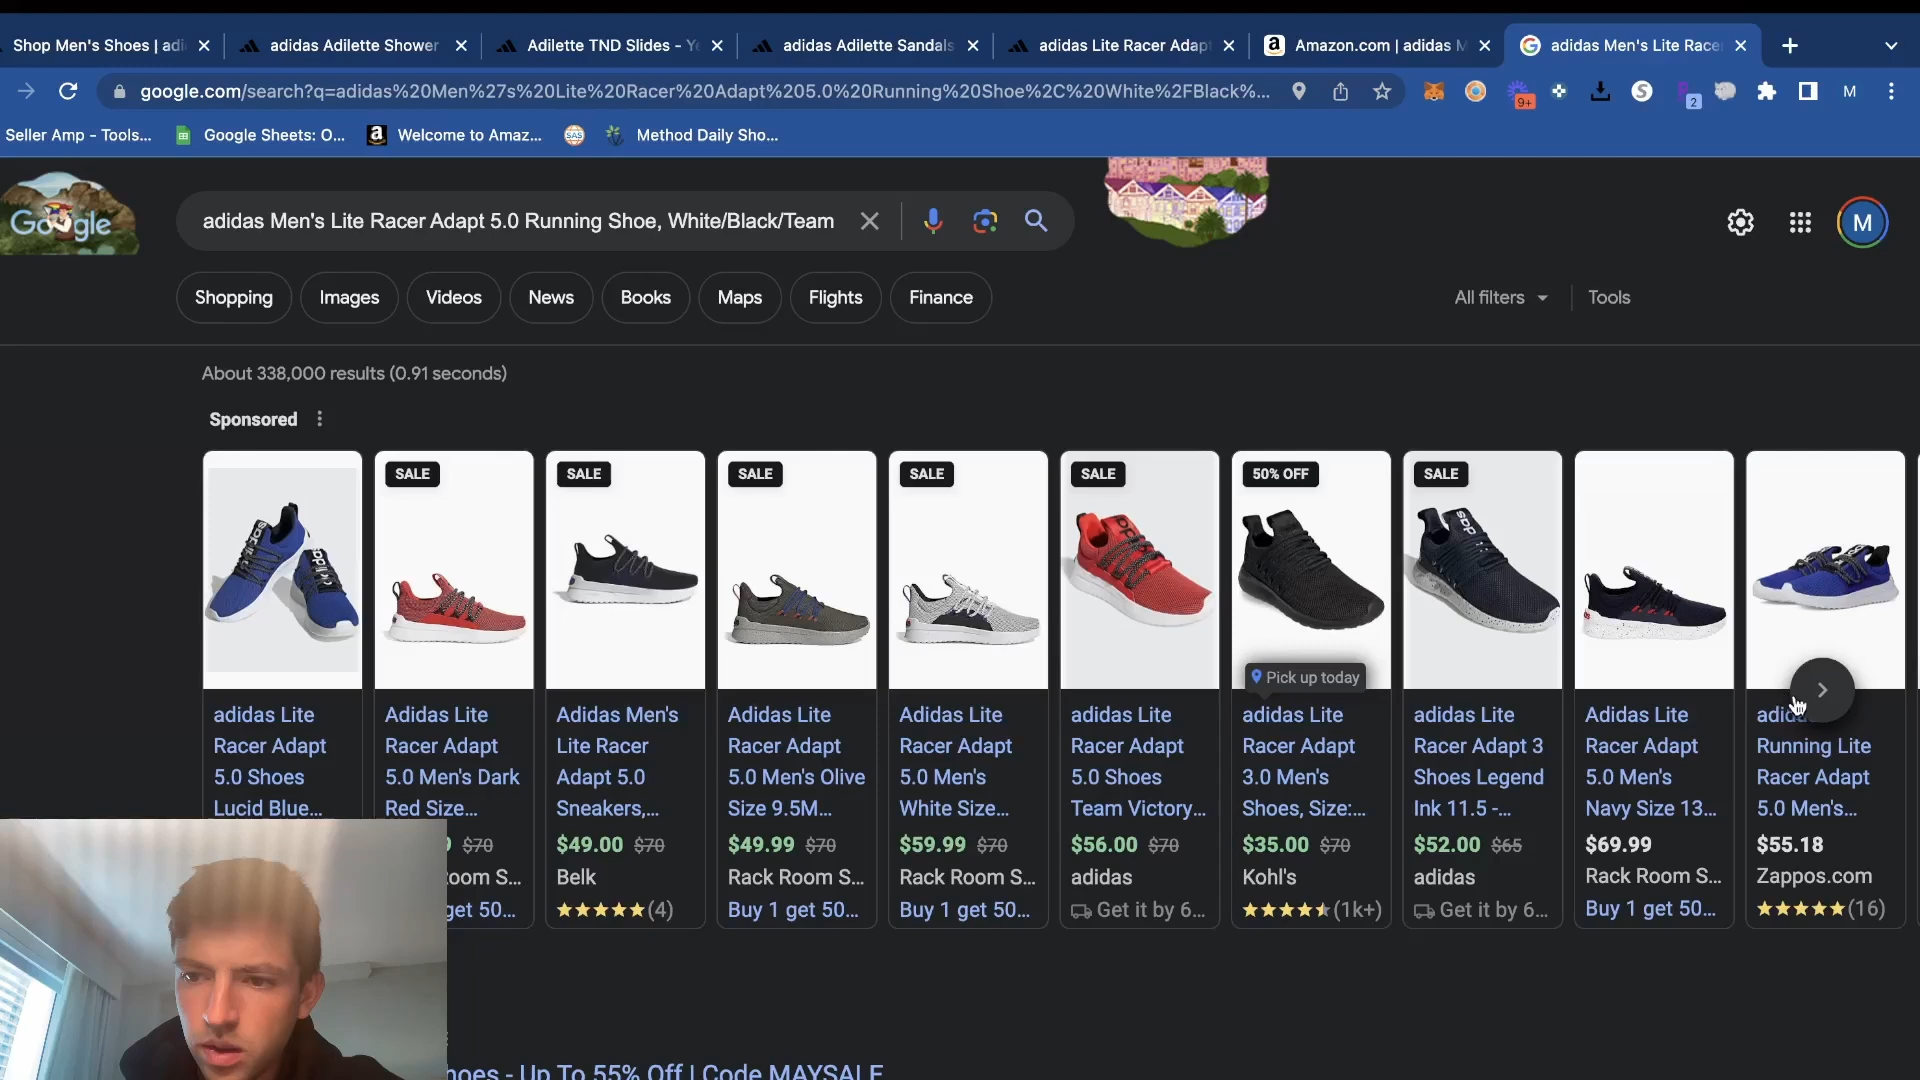 Shop Men's Shoes | adi
adidas Adilette Shower
Adilette TND Slides - Ye
adidas Adilette Sandals
adidas Lite Racer Adap
Amazon.com | adidas M
adidas Men's Lite Race
google.com/search?q=adidas%20Men%27s%20Lite%20Racer%20Adapt%205.0%20Running%20Shoe%2C%20White%2FBlack%...
9+
2
M
Seller Amp - Tools...
Google Sheets: O...
Welcome to Amaz...
SAS
Method Daily Sho...
Google
adidas Men's Lite Racer Adapt 5.0 Running Shoe, White/Black/Team
M
Shopping
Images
Videos
News
Books
Maps
Flights
Finance
All filters
Tools
About 338,000 results (0.91 seconds)
Sponsored
adidas Lite
Racer Adapt
5.0 Shoes
Lucid Blue...
SALE
Adidas Lite
Racer Adapt
5.0 Men's Dark
Red Size...
9 $70
oom S...
get 50...
SALE
Adidas Men's
Lite Racer
Adapt 5.0
Sneakers,...
$49.00 $70
Belk
(4)
SALE
Adidas Lite
Racer Adapt
5.0 Men's Olive
Size 9.5M...
$49.99 $70
Rack Room S...
Buy 1 get 50...
SALE
Adidas Lite
Racer Adapt
5.0 Men's
White Size...
$59.99 $70
Rack Room S...
Buy 1 get 50...
SALE
adidas Lite
Racer Adapt
5.0 Shoes
Team Victory...
$56.00 $70
adidas
Get it by 6...
50% OFF
Pick up today
adidas Lite
Racer Adapt
3.0 Men's
Shoes, Size:...
$35.00 $70
Kohl's
(1k+)
SALE
adidas Lite
Racer Adapt 3
Shoes Legend
Ink 11.5 -...
$52.00 $65
adidas
Get it by 6...
Adidas Lite
Racer Adapt
5.0 Men's
Navy Size 13...
$69.99
Rack Room S...
Buy 1 get 50...
adidas
Running Lite
Racer Adapt
5.0 Men's...
$55.18
Zappos.com
(16)
hoes - Up To 55% Off | Code MAYSALE